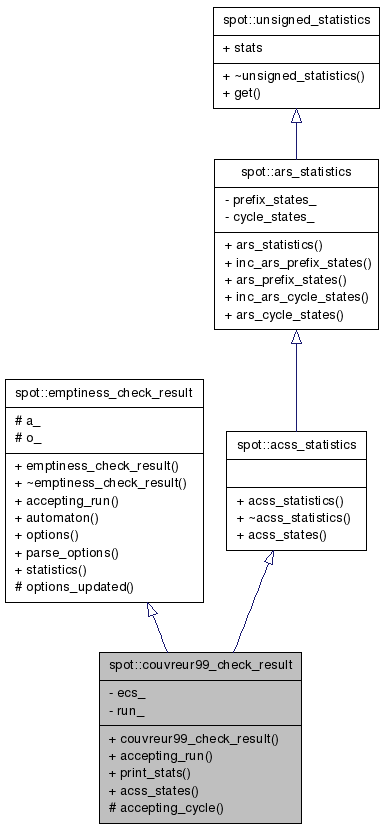 spot::unsigned_statistics
+ stats
+ ~unsigned_statistics()
+ get()
spot::ars_statistics
- prefix_states_
- cycle_states_
+ ars_statistics()
+ inc_ars_prefix_states()
+ ars_prefix_states()
+ inc_ars_cycle_states()
+ ars_cycle_states()
spot::emptiness_check_result
# a_
# o_
+ emptiness_check_result()
+ ~emptiness_check_result()
+ accepting_run()
+ automaton()
+ options()
+ parse_options()
+ statistics()
# options_updated()
spot::acss_statistics
+ acss_statistics()
+ ~acss_statistics()
+ acss_states()
spot::couvreur99_check_result
- ecs_
- run_
+ couvreur99_check_result()
+ accepting_run()
+ print_stats()
+ acss_states()
# accepting_cycle()